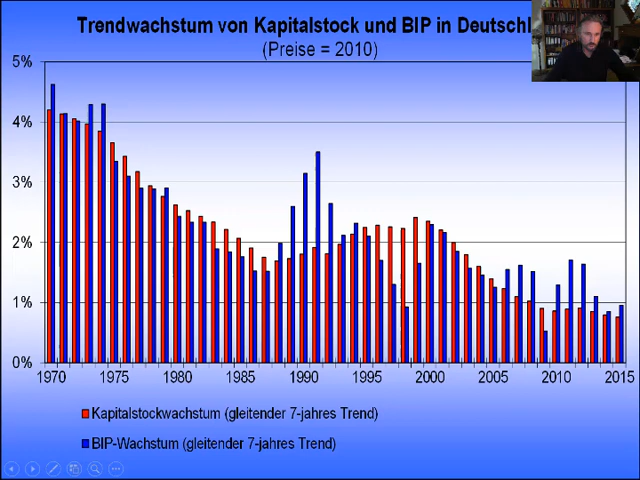 Trendwachstum von Kapitalstock und BIP in Deutschl
(Preise = 2010)
5%
4%
3%
2%
1%
0%
1970 1975 1980 1985 1990 1995 2000 2005 2010 2015
Kapitalstockwachstum (gleitender 7-jahres Trend)
BIP-Wachstum (gleitender 7-jahres Trend)